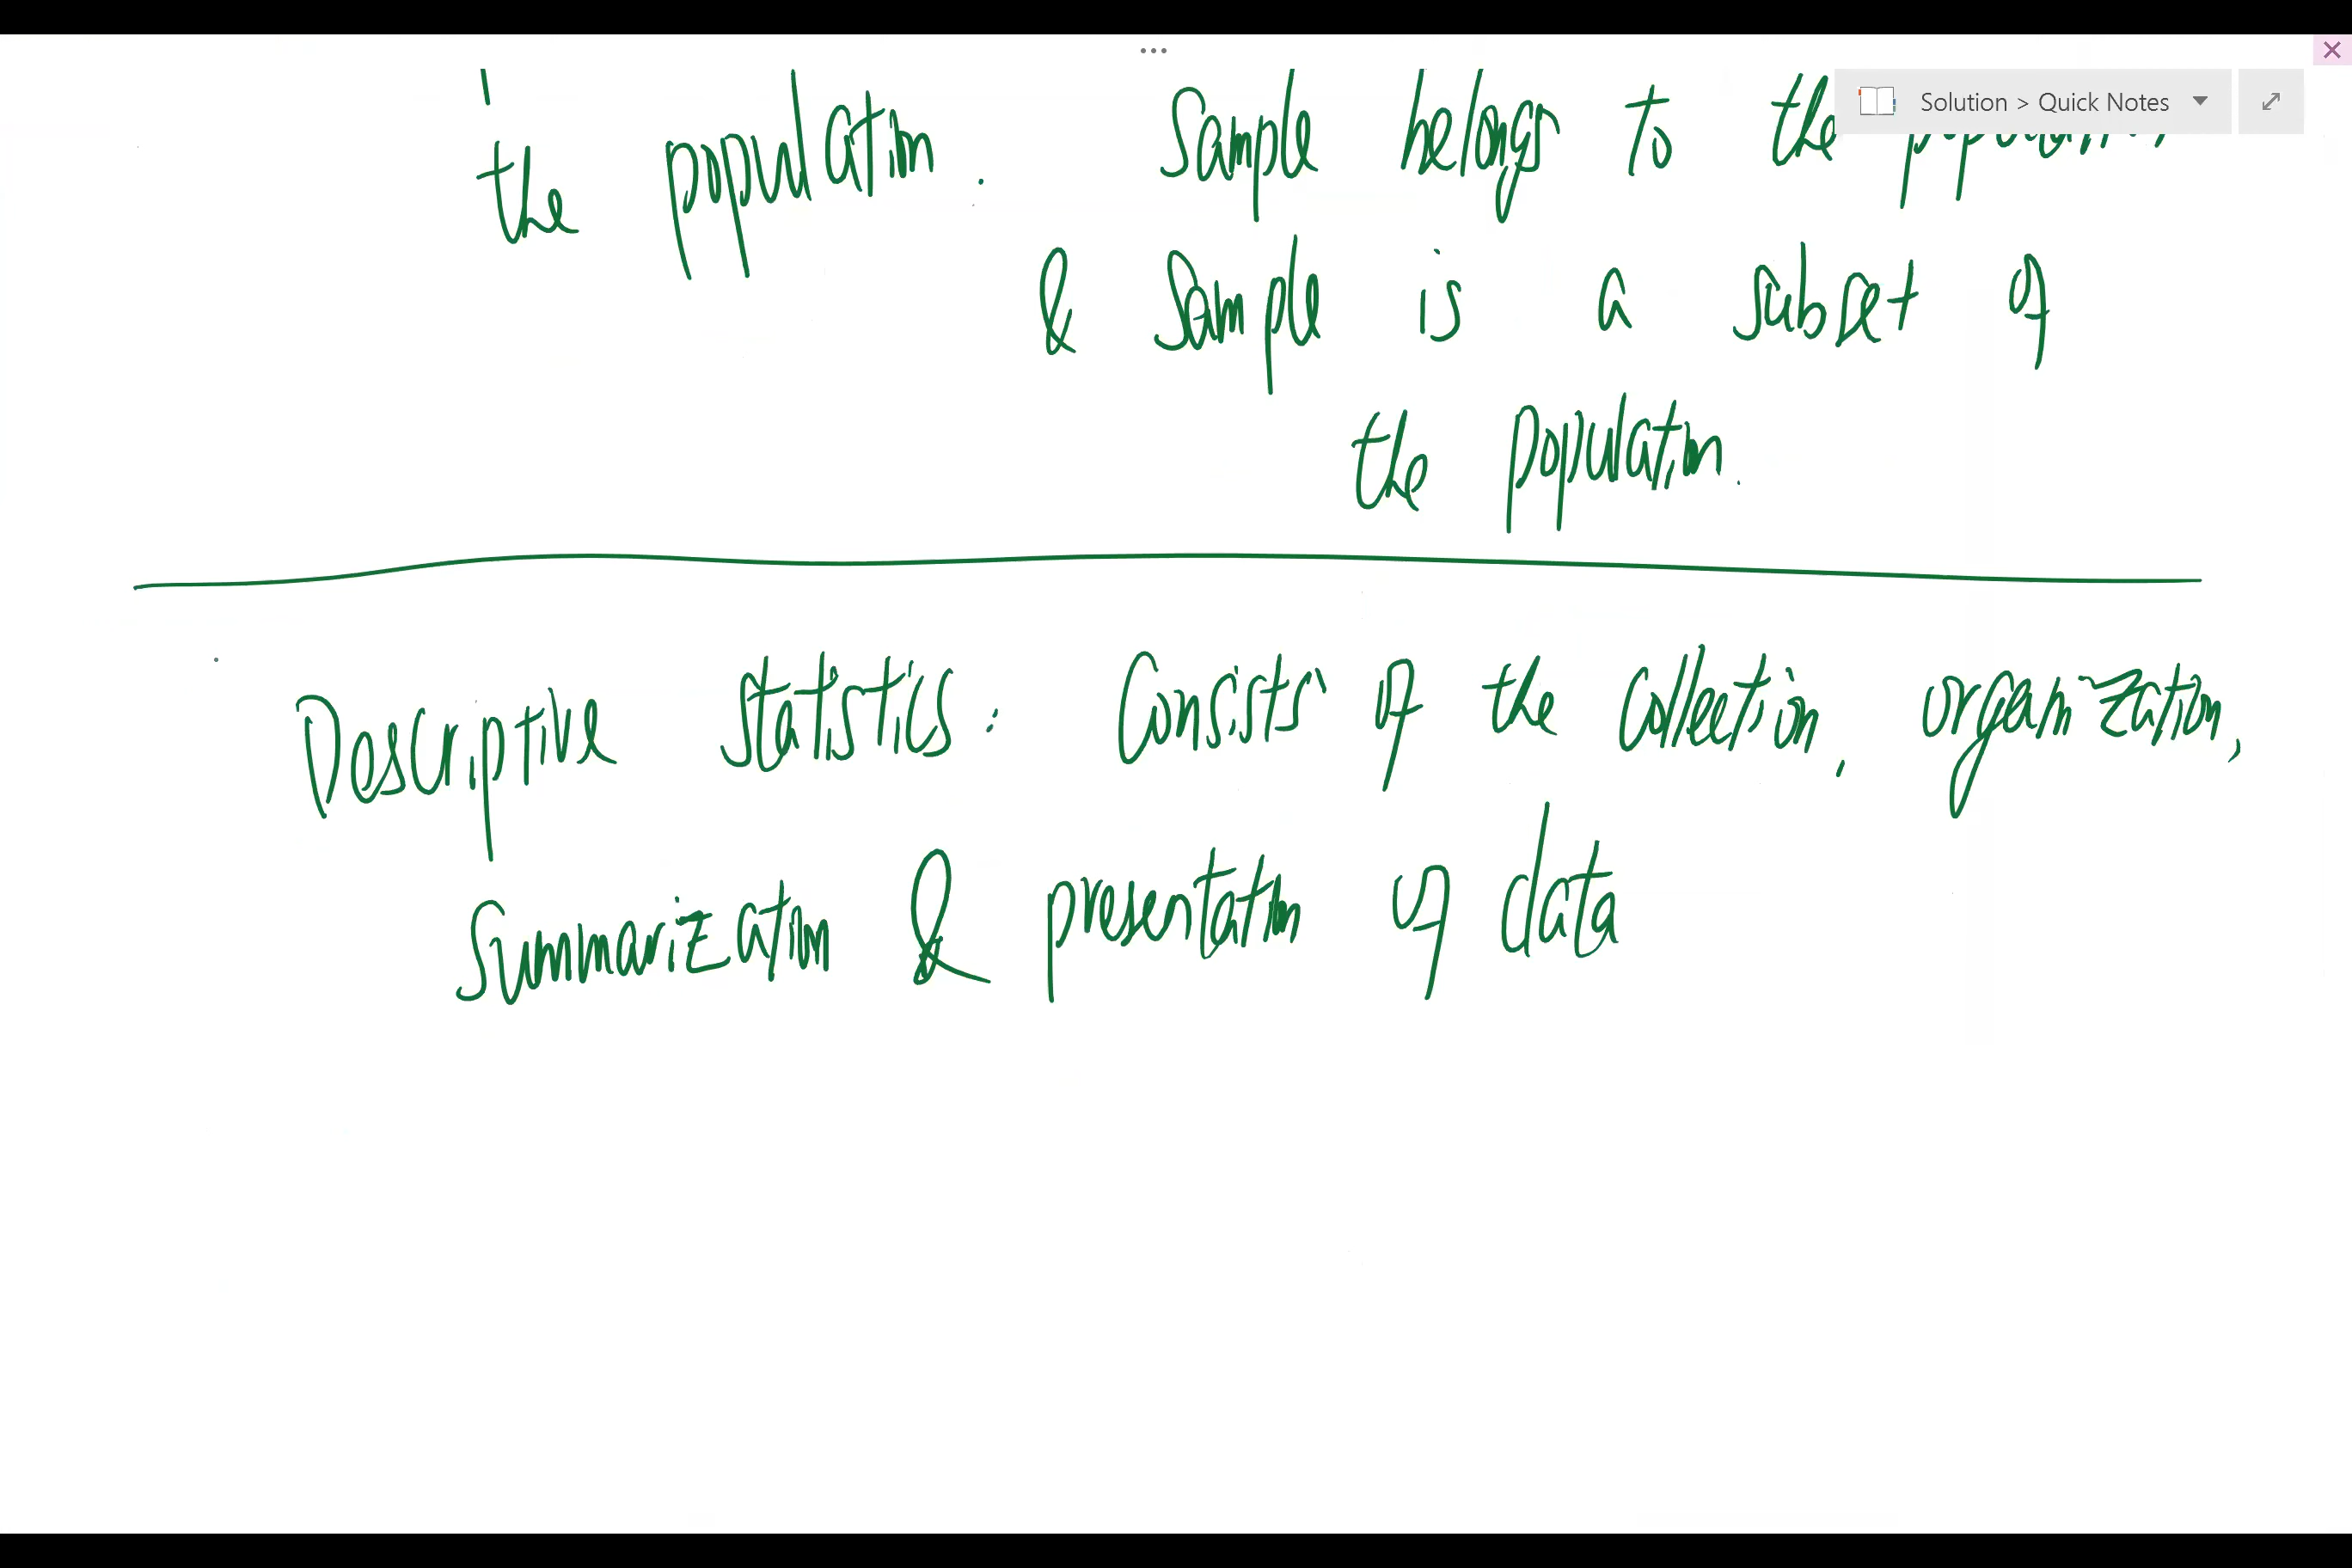 Solution > Quick Notes
the population. Sample belongs to the
& Sample is a subset of
the population.
Descriptive Statistics: Consists of the Collection, organization,
Summarization & presentation of data